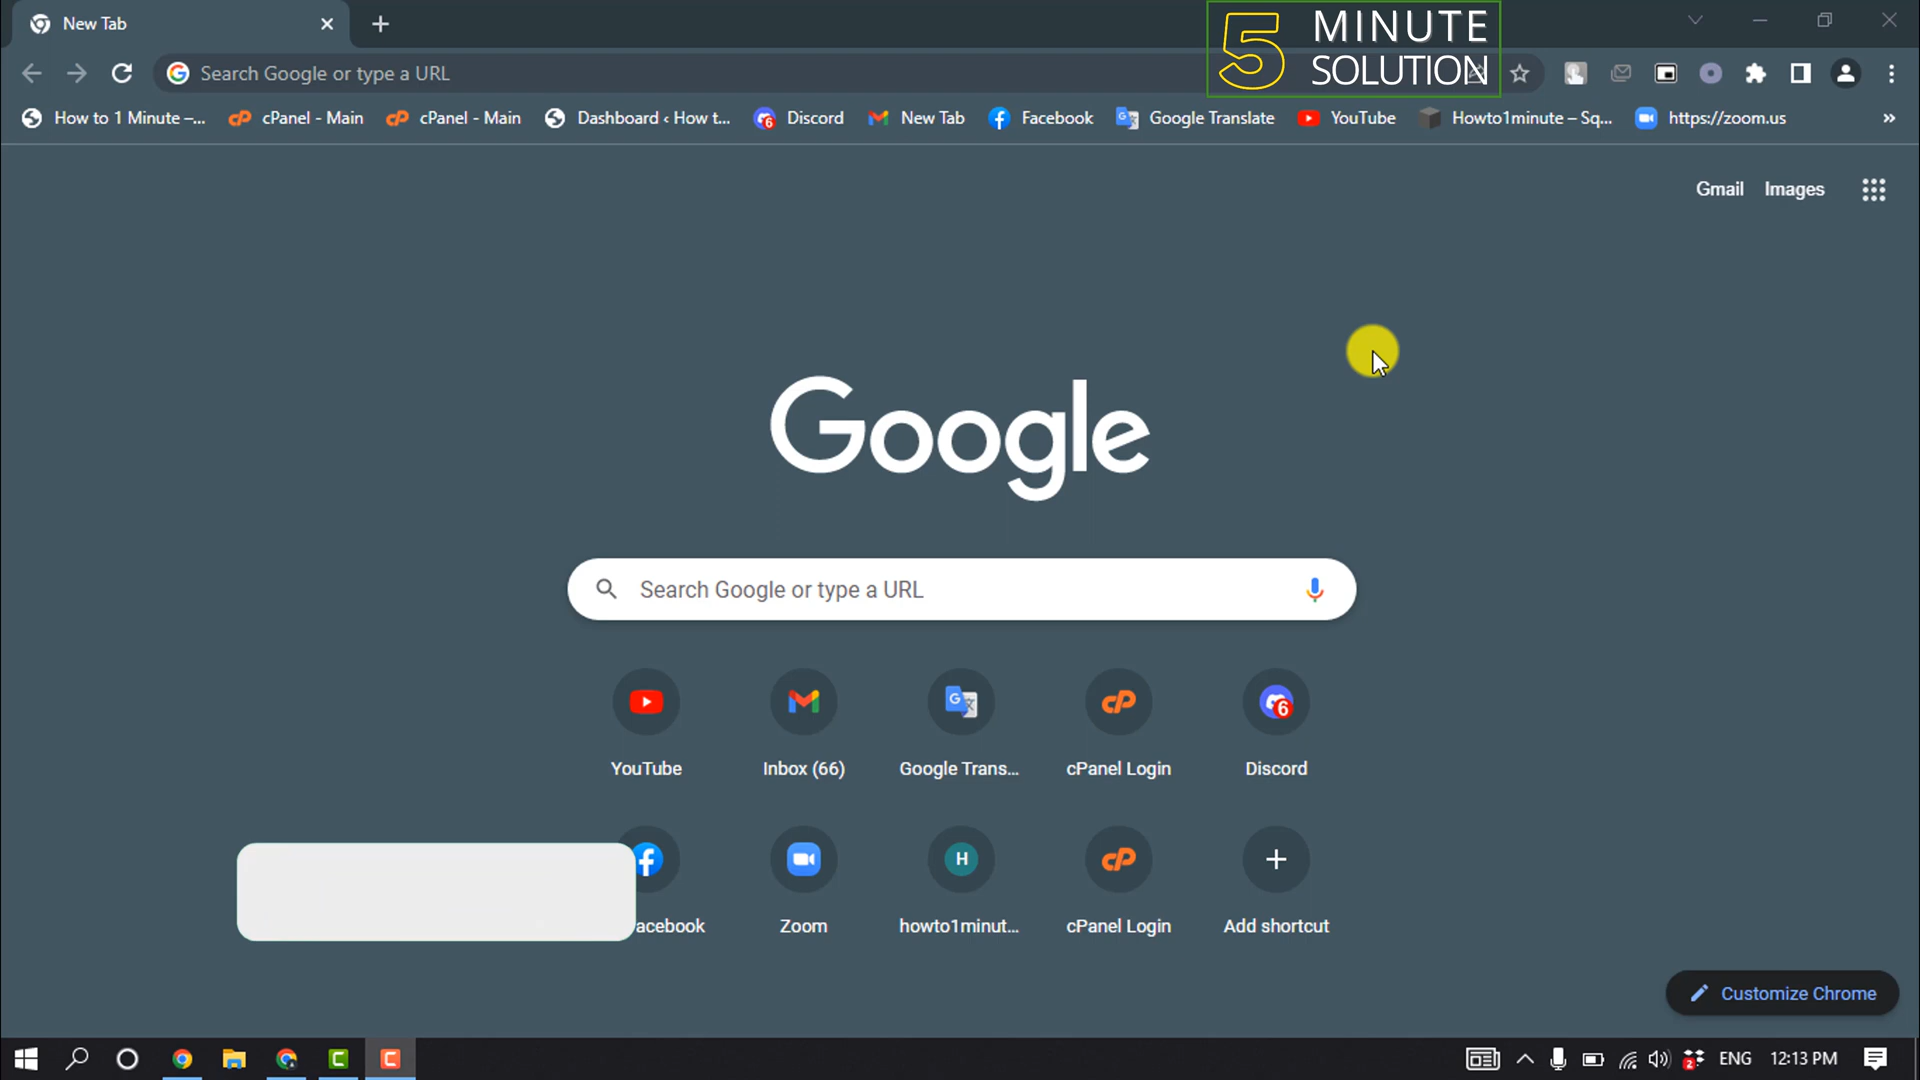 New Tab
5 MINUTE
SOLUTION
Search Google or type a URL
How to 1 Minute –...
cPanel - Main
cPanel - Main
Dashboard ‹ How t...
Discord
New Tab
Facebook
Google Translate
YouTube
Howto1minute – Sq...
https://zoom.us
»
Gmail
Images
Google
Search Google or type a URL
YouTube
Inbox (66)
Google Trans...
cPanel Login
6
Discord
acebook
Zoom
H
howto1minut...
cPanel Login
Add shortcut
Customize Chrome
2
ENG
12:13 PM